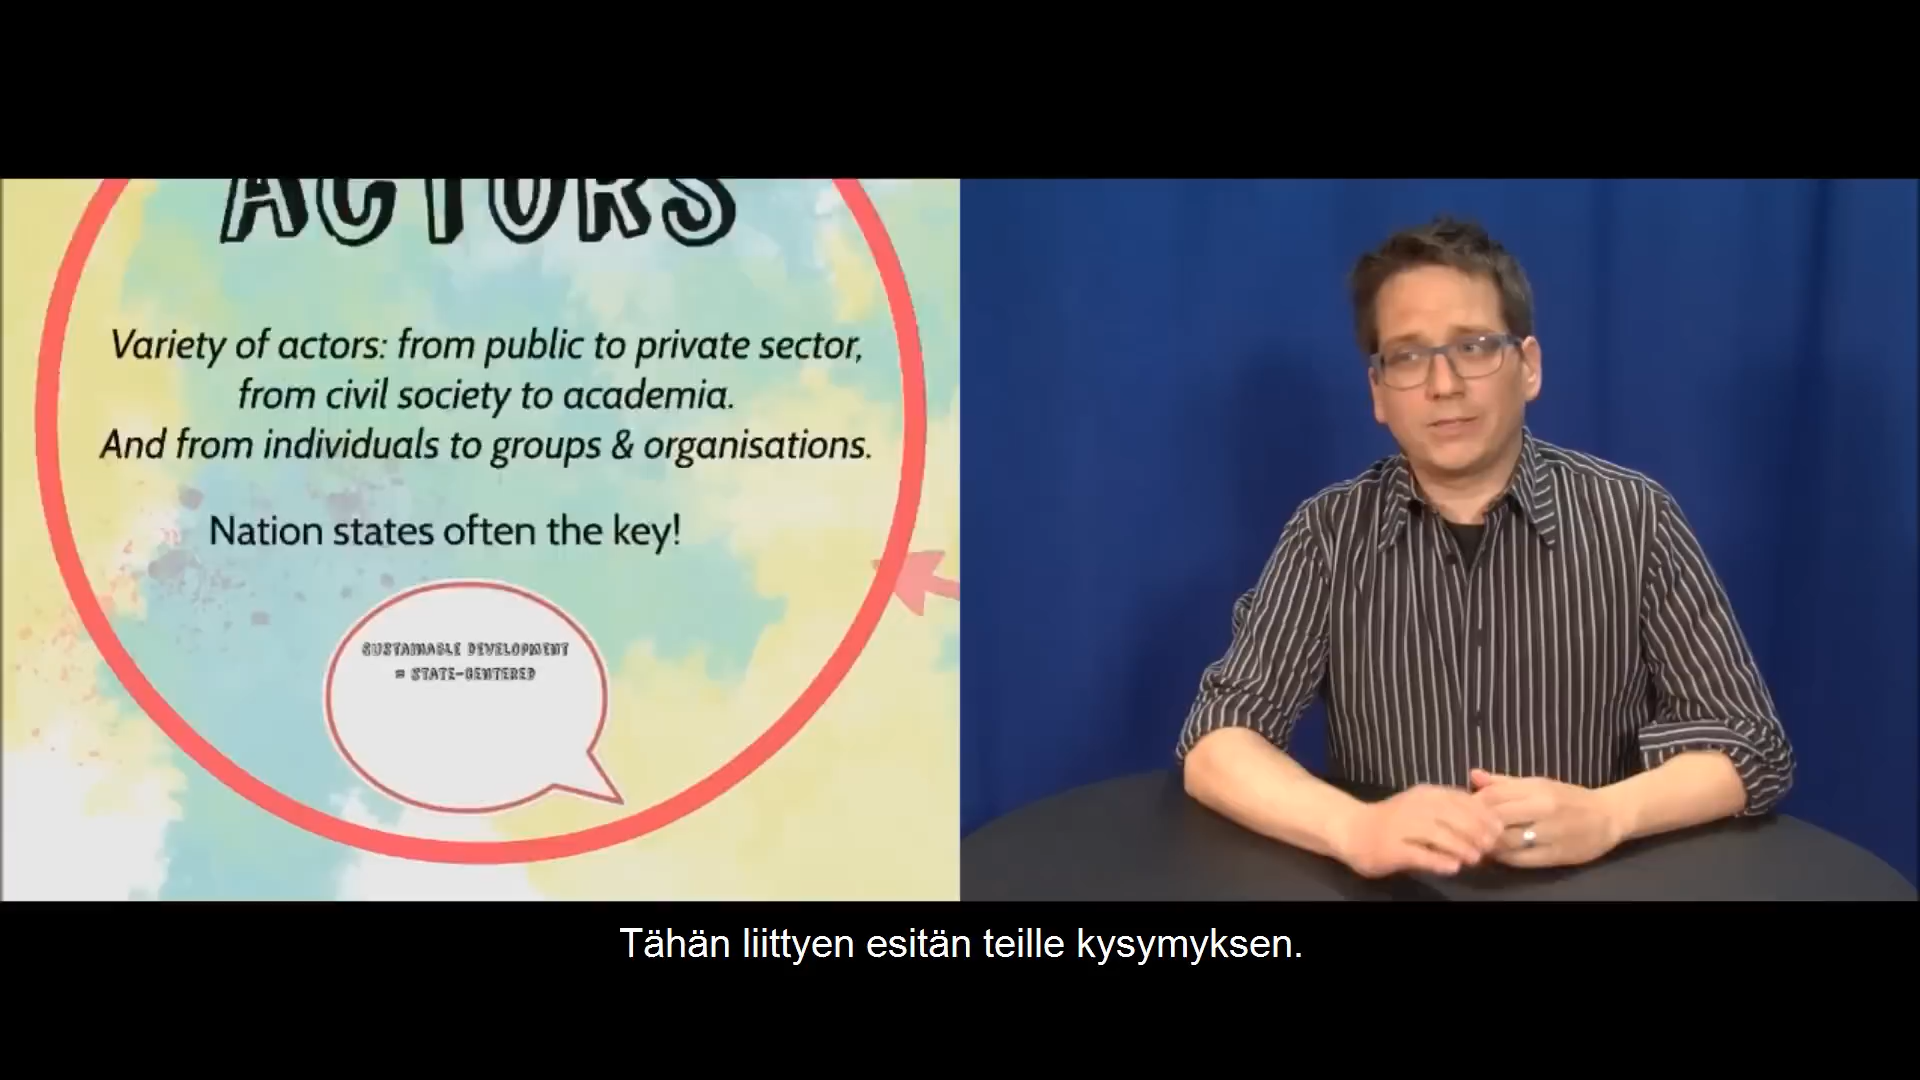 ACTORS
Variety of actors: from public to private sector,
from civil society to academia.
And from individuals to groups & organisations.
Nation states often the key!
SUSTAINABLE DEVELOPMENT
= STATE-CENTERED
Tähän liittyen esitän teille kysymyksen.